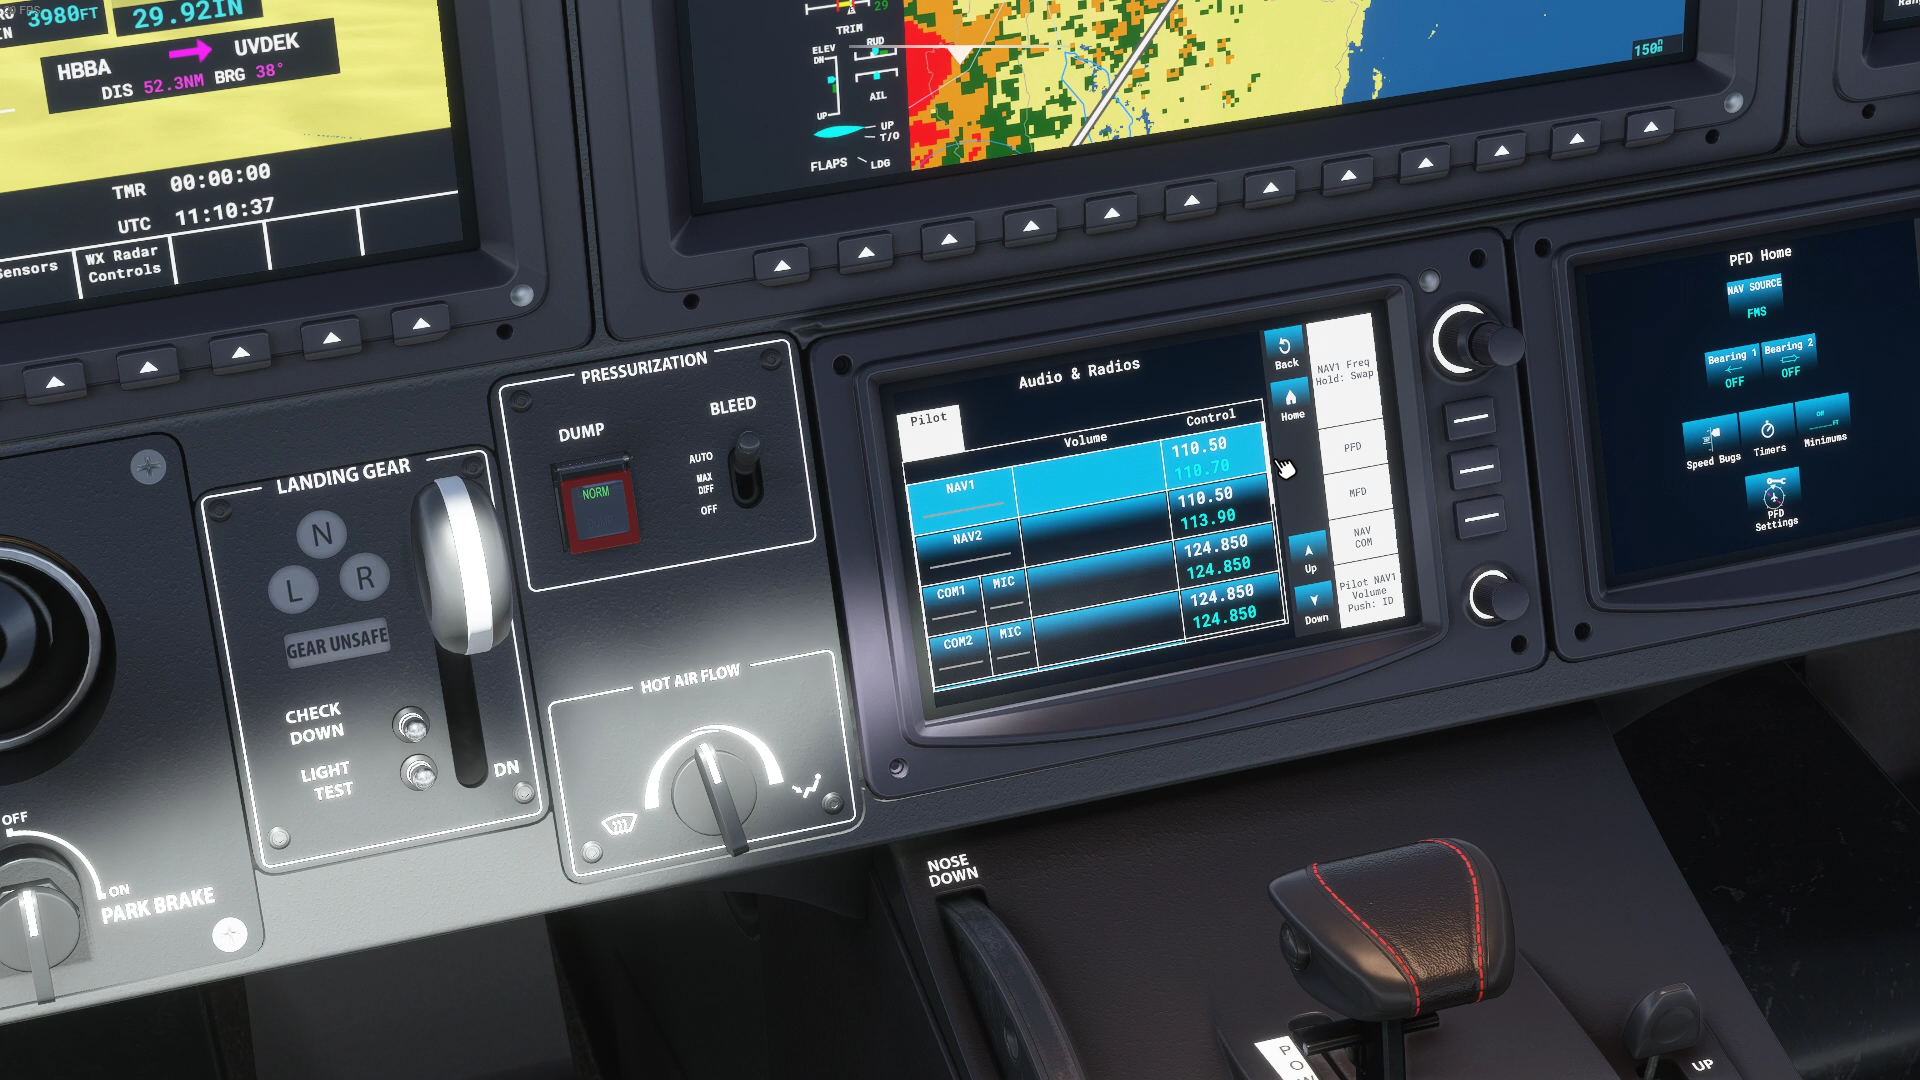 FPS
3980FT
IN
29.92IN
HBBA
UVDEK
DIS 52.3NM BRG 38°
TMR 00:00:00
UTC 11:10:37
Sensors
WX Radar
Controls
29
TRIM
ELEV
DN
RUD
AIL
UP
UP
T/O
FLAPS
LDG
150
PRESSURIZATION
DUMP
BLEED
NORM
AUTO
MAX
DIFF
OFF
LANDING GEAR
N
L
R
GEAR UNSAFE
CHECK
DOWN
LIGHT
TEST
DN
OFF
ON
PARK BRAKE
HOT AIR FLOW
Audio & Radios
Pilot
Volume
Control
NAV1
110.50
110.70
NAV2
110.50
113.90
COM1
MIC
124.850
124.850
COM2
MIC
124.850
124.850
Back
Home
Up
Down
NAV1 Freq
Hold: Swap
PFD
MFD
NAV
COM
Pilot NAV1
Volume
Push: ID
PFD Home
NAV SOURCE
FMS
Bearing 1
OFF
Bearing 2
OFF
Speed Bugs
Timers
Minimums
PFD
Settings
NOSE
DOWN
P
O
UP